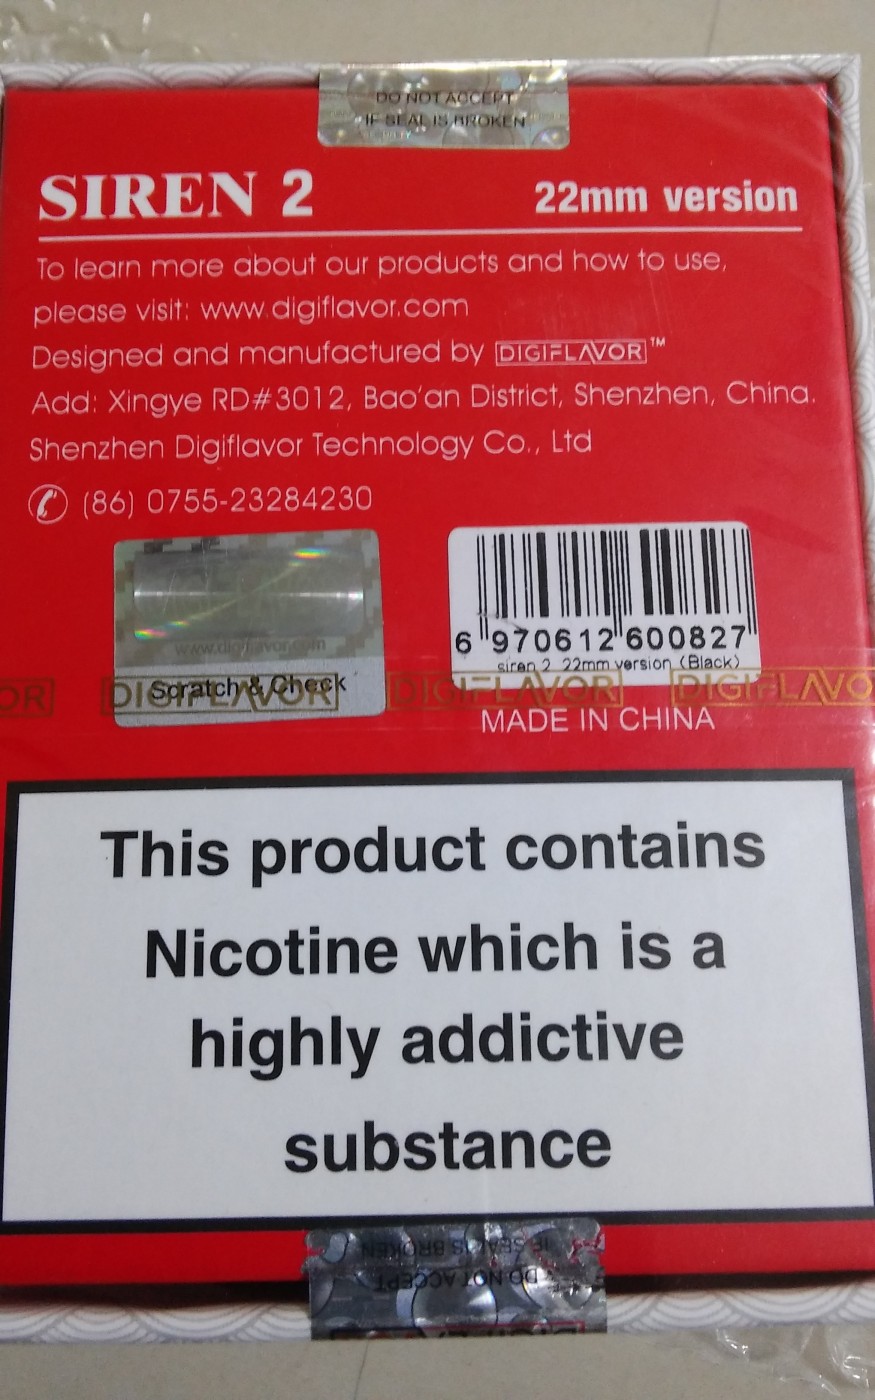 DO NOT ACCEPT
IF SEAL IS BROKEN
SIREN 2 22mm version
To learn more about our products and how to use,
please visit: www.digiflavor.com
Designed and manufactured by DIGIFLAVOR™
Add: Xingye RD#3012, Bao'an District, Shenzhen, China.
Shenzhen Digiflavor Technology Co., Ltd
(86) 0755-23284230
www.digiflavor.com
Scratch & Check
6 970612 600827
siren 2 22mm version (Black)
OR DIGIFLAVOR DIGIFLAVOR DIGIFLAVO
MADE IN CHINA
This product contains
Nicotine which is a
highly addictive
substance
IF SEAL IS BROKEN
DO NOT ACCEPT